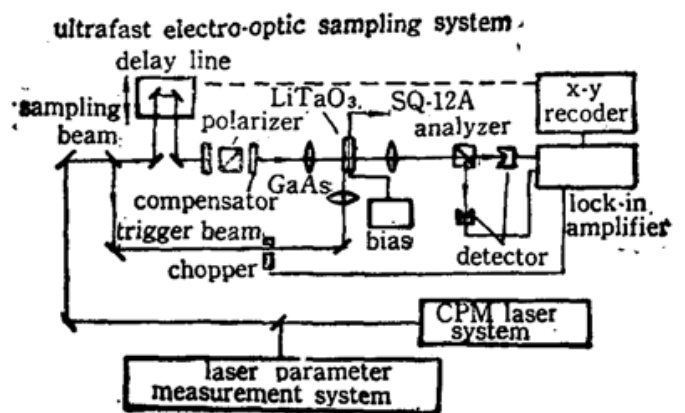 ultrafast electro-optic sampling system
delay line
sampling
beam
LiTaO₃
SQ-12A
x-y
recoder
polarizer
analyzer
GaAs
compensator
trigger beam
chopper
bias
lock-in
amplifier
detector
CPM laser
system
laser parameter
measurement system